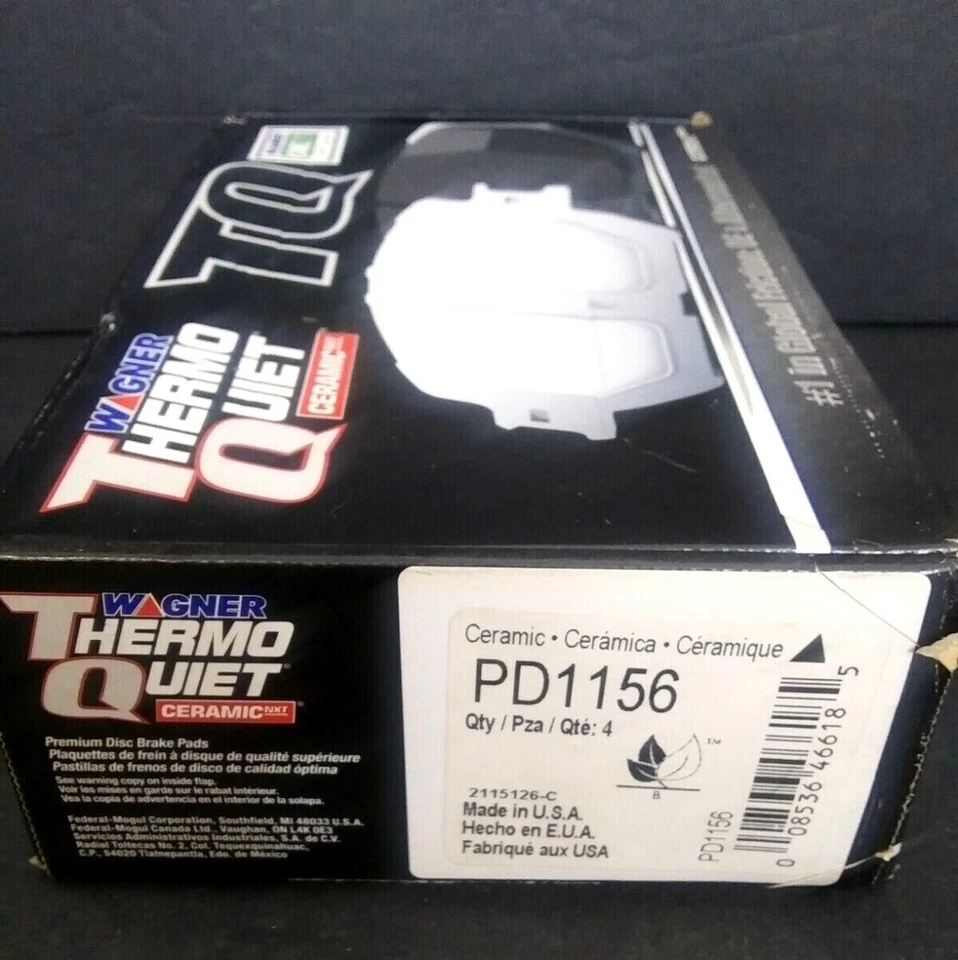 TQ
WAGNER
THERMO
QUIET
CERAMIC NXT
#1 in Global Friction
WAGNER
THERMO
QUIET®
CERAMIC NXT
Premium Disc Brake Pads
Plaquettes de frein à disque de qualité supérieure
Pastillas de frenos de disco de calidad óptima
See warning copy on inside flap.
Voir les mises en garde sur le rabat intérieur.
Vea la copia de advertencia en el interior de la solapa.
Federal-Mogul Corporation, Southfield, MI 48033 U.S.A.
Federal-Mogul Canada Ltd., Vaughan, ON L4K 0E3
Servicios Administrativos Industriales, S.A. de C.V.
Radial Toltecas No. 2, Col. Tequexquinahuac,
C.P. 54020 Tlalnepantla, Edo. de México
Ceramic • Cerámica • Céramique
PD1156
Qty / Pza / Qté: 4
TM
B
2115126-C
Made in U.S.A.
Hecho en E.U.A.
Fabriqué aux USA
PD1156
0 08536 46618 5